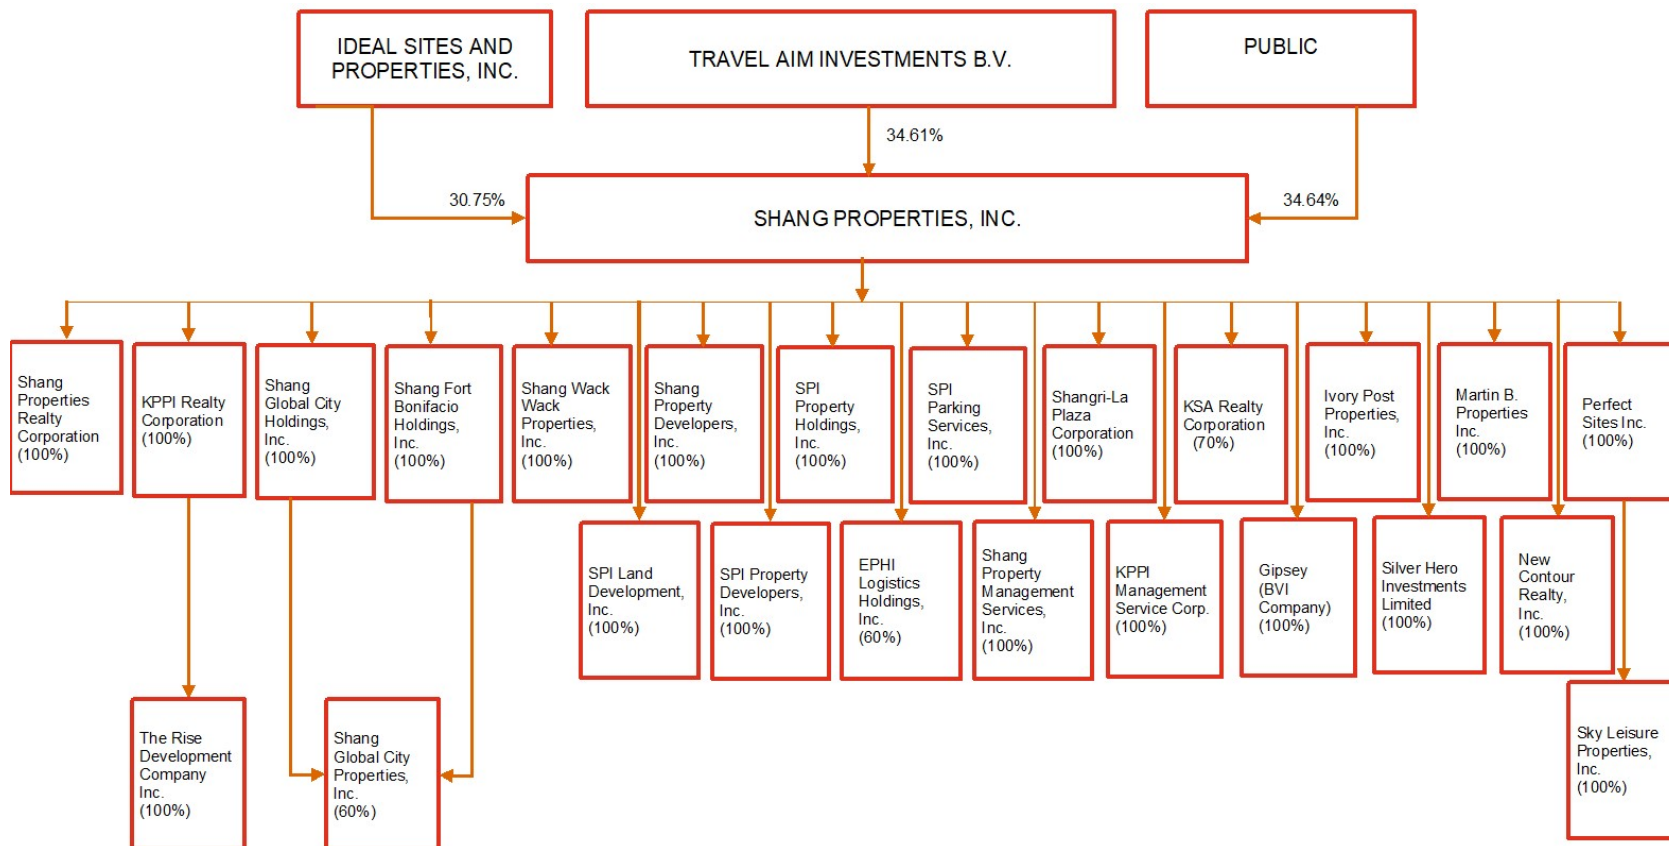 IDEAL SITES AND
PROPERTIES, INC.
TRAVEL AIM INVESTMENTS B.V.
PUBLIC
34.61%
30.75%
34.64%
SHANG PROPERTIES, INC.
Shang
Properties
Realty
Corporation
(100%)
KPPI Realty
Corporation
(100%)
Shang
Global City
Holdings,
Inc.
(100%)
Shang Fort
Bonifacio
Holdings,
Inc.
(100%)
Shang Wack
Wack
Properties,
Inc.
(100%)
Shang
Property
Developers,
Inc.
(100%)
SPI
Property
Holdings,
Inc.
(100%)
SPI
Parking
Services,
Inc.
(100%)
Shangri-La
Plaza
Corporation
(100%)
KSA Realty
Corporation
(70%)
Ivory Post
Properties,
Inc.
(100%)
Martin B.
Properties
Inc.
(100%)
Perfect
Sites Inc.
(100%)
SPI Land
Development,
Inc.
(100%)
SPI Property
Developers,
Inc.
(100%)
EPHI
Logistics
Holdings,
Inc.
(60%)
Shang
Property
Management
Services,
Inc.
(100%)
KPPI
Management
Service Corp.
(100%)
Gipsey
(BVI
Company)
(100%)
Silver Hero
Investments
Limited
(100%)
New
Contour
Realty,
Inc.
(100%)
The Rise
Development
Company
Inc.
(100%)
Shang
Global City
Properties,
Inc.
(60%)
Sky Leisure
Properties,
Inc.
(100%)